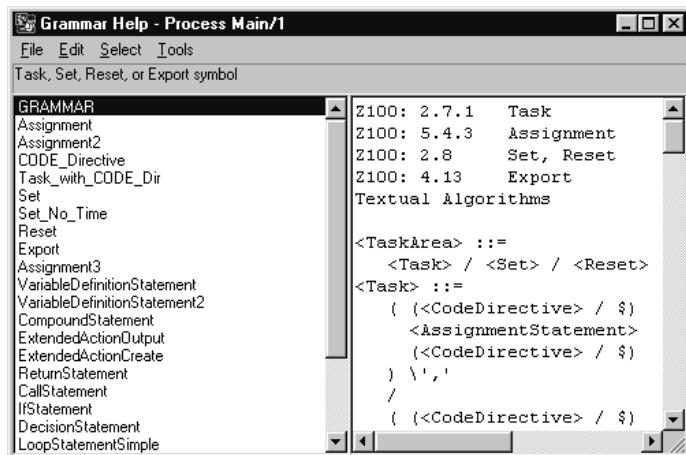 Grammar Help - Process Main/1
File Edit Select Tools
Task, Set, Reset, or Export symbol
GRAMMAR
Assignment
Assignment2
CODE_Directive
Task_with_CODE_Dir
Set
Set_No_Time
Reset
Export
Assignment3
VariableDefinitionStatement
VariableDefinitionStatement2
CompoundStatement
ExtendedActionOutput
ExtendedActionCreate
ReturnStatement
CallStatement
IfStatement
DecisionStatement
LoopStatementSimple
Z100: 2.7.1 Task
Z100: 5.4.3 Assignment
Z100: 2.8 Set, Reset
Z100: 4.13 Export
Textual Algorithms
<TaskArea> ::=
<Task> / <Set> / <Reset>
<Task> ::=
( (<CodeDirective> / $)
<AssignmentStatement>
(<CodeDirective> / $)
) \','
/
( (<CodeDirective> / $)